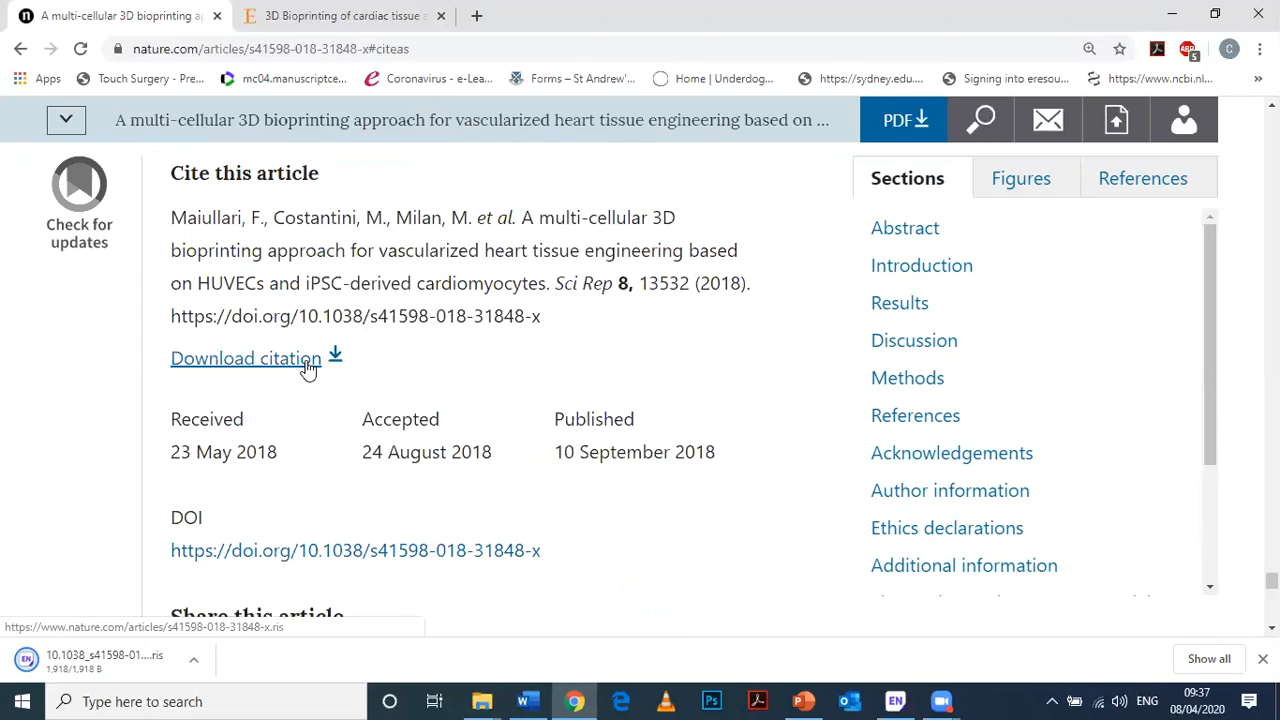 A multi-cellular 3D bioprinting ap
3D Bioprinting of cardiac tissue a
nature.com/articles/s41598-018-31848-x#citeas
Apps
Touch Surgery - Pre...
mc04.manuscriptce...
Coronavirus - e-Lea...
Forms – St Andrew'...
Home | Underdog...
https://sydney.edu....
Signing into eresou...
https://www.ncbi.nl...
A multi-cellular 3D bioprinting approach for vascularized heart tissue engineering based on ...
PDF
Cite this article
Check for
updates
Maiullari, F., Costantini, M., Milan, M. et al. A multi-cellular 3D
bioprinting approach for vascularized heart tissue engineering based
on HUVECs and iPSC-derived cardiomyocytes. Sci Rep 8, 13532 (2018).
https://doi.org/10.1038/s41598-018-31848-x
Download citation
Received
Accepted
Published
23 May 2018
24 August 2018
10 September 2018
DOI
https://doi.org/10.1038/s41598-018-31848-x
Share this article
Sections
Figures
References
Abstract
Introduction
Results
Discussion
Methods
References
Acknowledgements
Author information
Ethics declarations
Additional information
https://www.nature.com/articles/s41598-018-31848-x.ris
10.1038_s41598-01....ris
1,918/1,918 B
Show all
Type here to search
ENG
09:37
08/04/2020